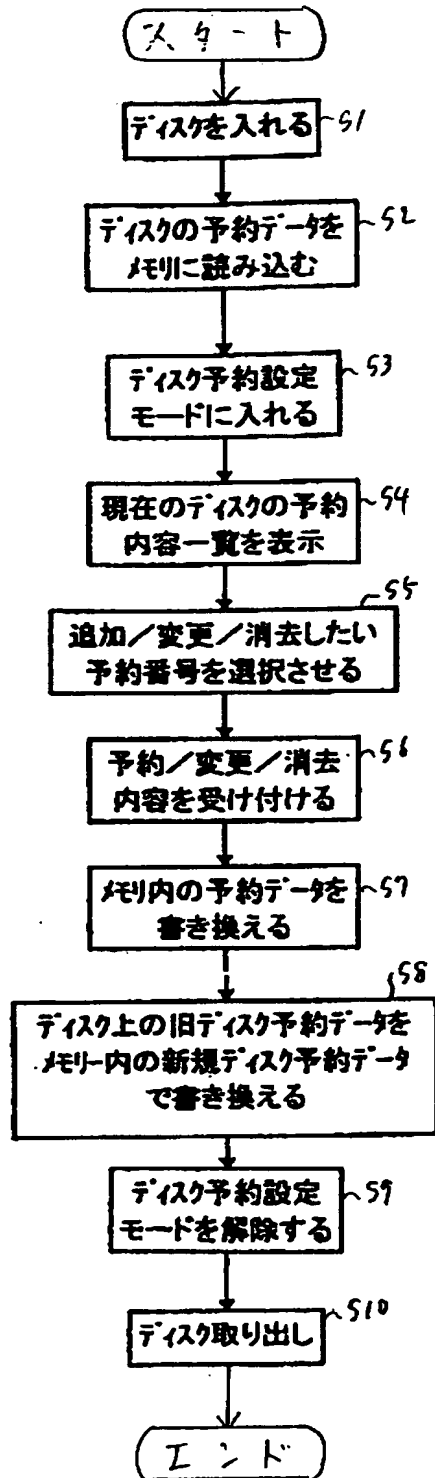 スタート
ディスクを入れる
S1
ディスクの予約データを
メモリに読み込む
S2
ディスク予約設定
モードに入れる
S3
現在のディスクの予約
内容一覧を表示
S4
追加／変更／消去したい
予約番号を選択させる
S5
予約／変更／消去
内容を受け付ける
S6
メモリ内の予約データを
書き換える
S7
ディスク上の旧ディスク予約データを
メモリー内の新規ディスク予約データ
で書き換える
S8
ディスク予約設定
モードを解除する
S9
ディスク取り出し
S10
エンド